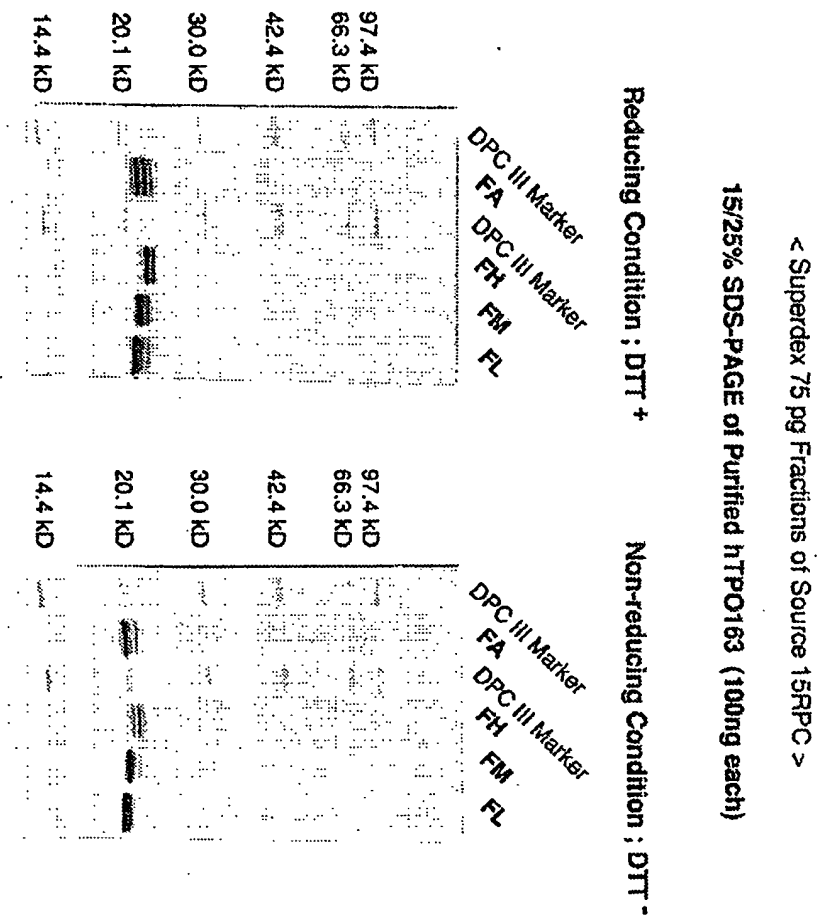 < Superdex 75 pg Fractions of Source 15RPC >
15/25% SDS-PAGE of Purified hTPO163 (100ng each)
Reducing Condition ; DTT +
DPC III Marker
FA
DPC III Marker
FH
FM
FL
97.4 kD
66.3 kD
42.4 kD
30.0 kD
20.1 kD
14.4 kD
Non-reducing Condition ; DTT -
DPC III Marker
FA
DPC III Marker
FH
FM
FL
97.4 kD
66.3 kD
42.4 kD
30.0 kD
20.1 kD
14.4 kD